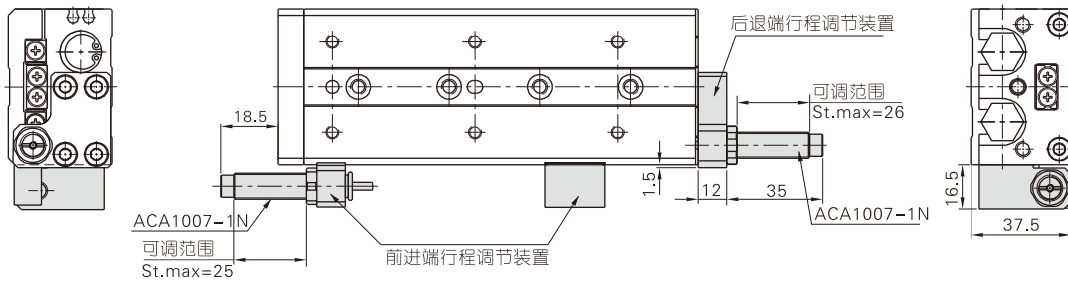 后退端行程调节装置
可调范围
St.max=26
18.5
1.5
12
35
ACA1007-1N
ACA1007-1N
可调范围
St.max=25
前进端行程调节装置
16.5
37.5